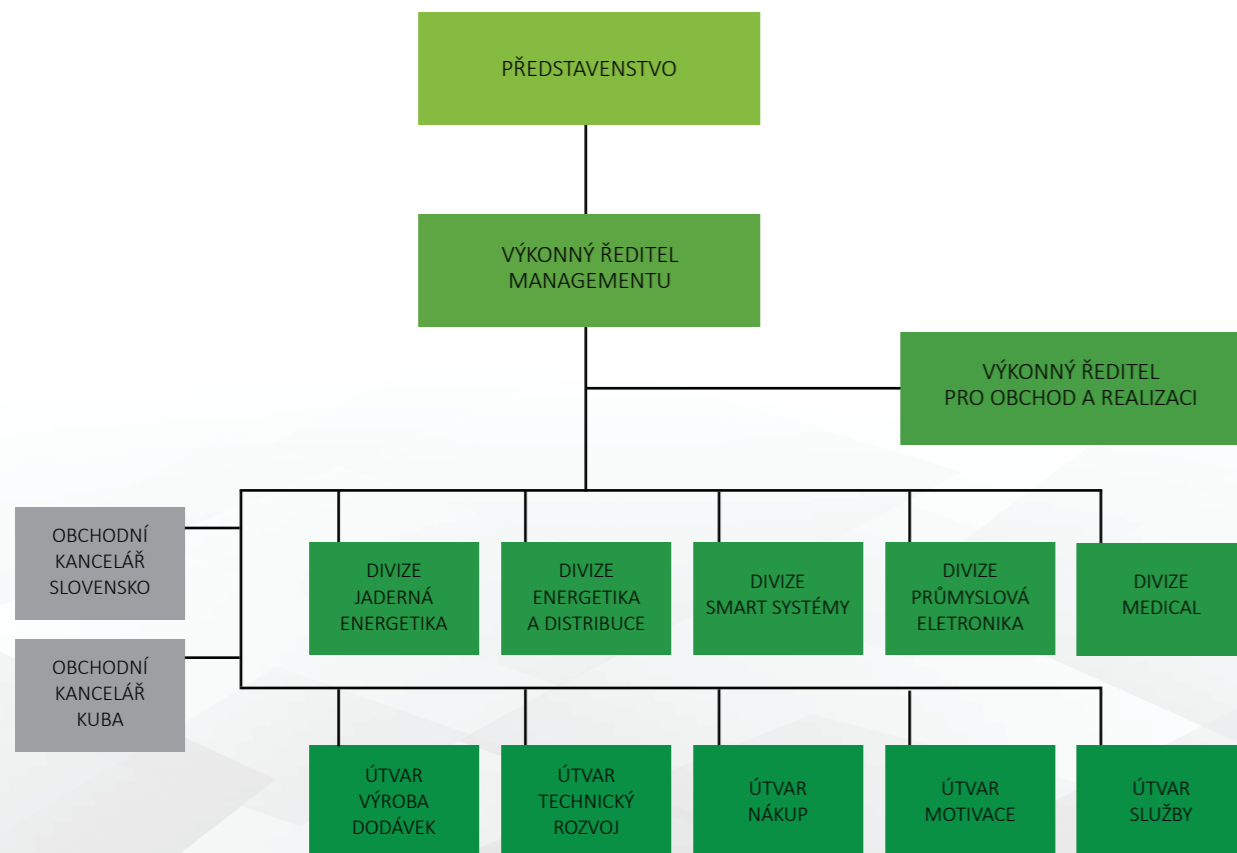 PŘEDSTAVENSTVO
VÝKONNÝ ŘEDITEL
MANAGEMENTU
VÝKONNÝ ŘEDITEL
PRO OBCHOD A REALIZACI
OBCHODNÍ
KANCELÁŘ
SLOVENSKO
DIVIZE
JADERNÁ
ENERGETIKA
DIVIZE
ENERGETIKA
A DISTRIBUCE
DIVIZE
SMART SYSTÉMY
DIVIZE
PRŮMYSLOVÁ
ELETRONIKA
DIVIZE
MEDICAL
OBCHODNÍ
KANCELÁŘ
KUBA
ÚTVAR
VÝROBA
DODÁVEK
ÚTVAR
TECHNICKÝ
ROZVOJ
ÚTVAR
NÁKUP
ÚTVAR
MOTIVACE
ÚTVAR
SLUŽBY